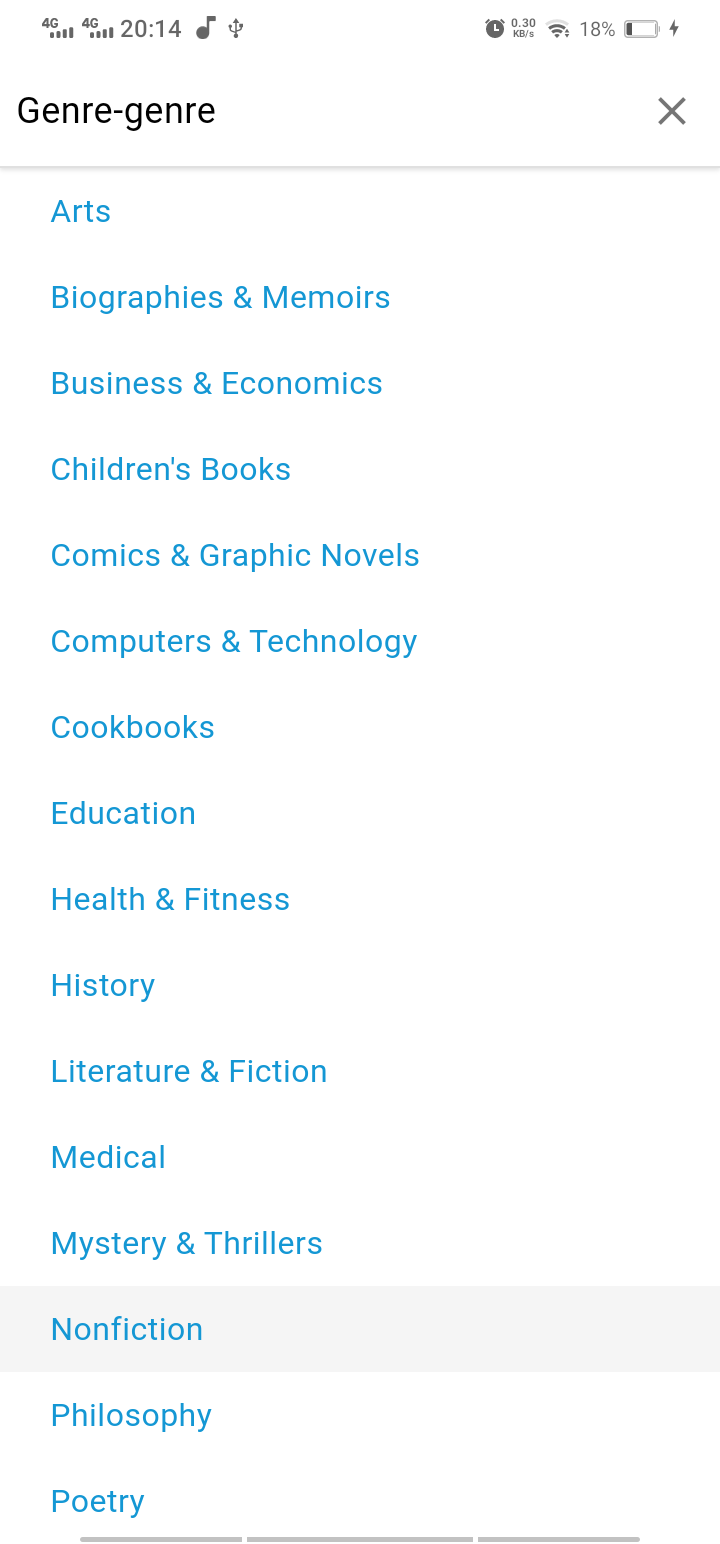 4G 4G 20:14 0.30 KB/s 18%
Genre-genre
Arts
Biographies & Memoirs
Business & Economics
Children's Books
Comics & Graphic Novels
Computers & Technology
Cookbooks
Education
Health & Fitness
History
Literature & Fiction
Medical
Mystery & Thrillers
Nonfiction
Philosophy
Poetry